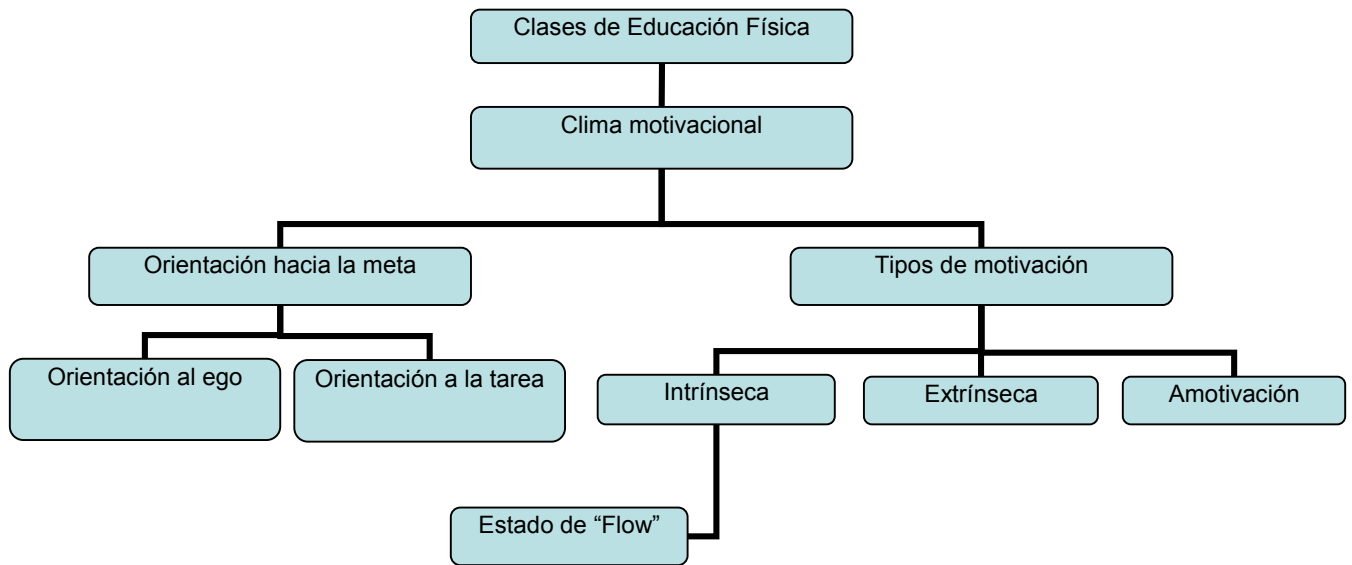 Clases de Educación Física
Clima motivacional
Orientación hacia la meta
Tipos de motivación
Orientación al ego
Orientación a la tarea
Intrínseca
Extrínseca
Amotivación
Estado de “Flow”